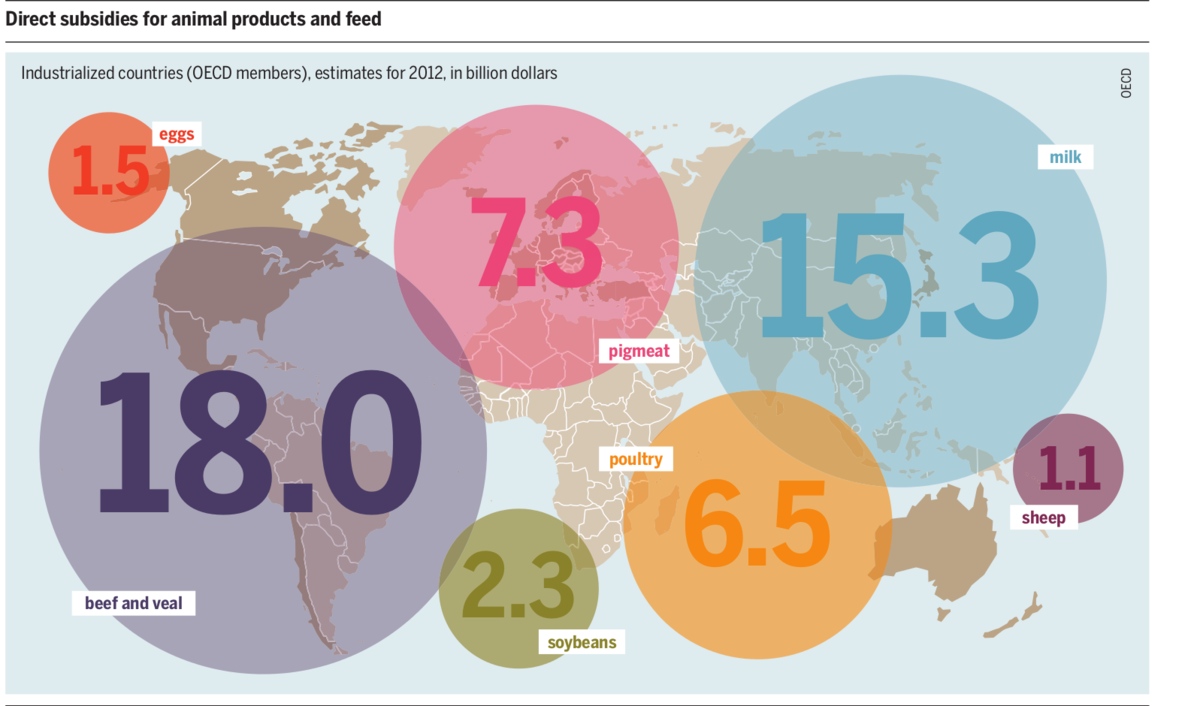 Direct subsidies for animal products and feed
Industrialized countries (OECD members), estimates for 2012, in billion dollars
OECD
eggs
1.5
7.3
pigmeat
milk
15.3
18.0
beef and veal
poultry
6.5
1.1
sheep
2.3
soybeans